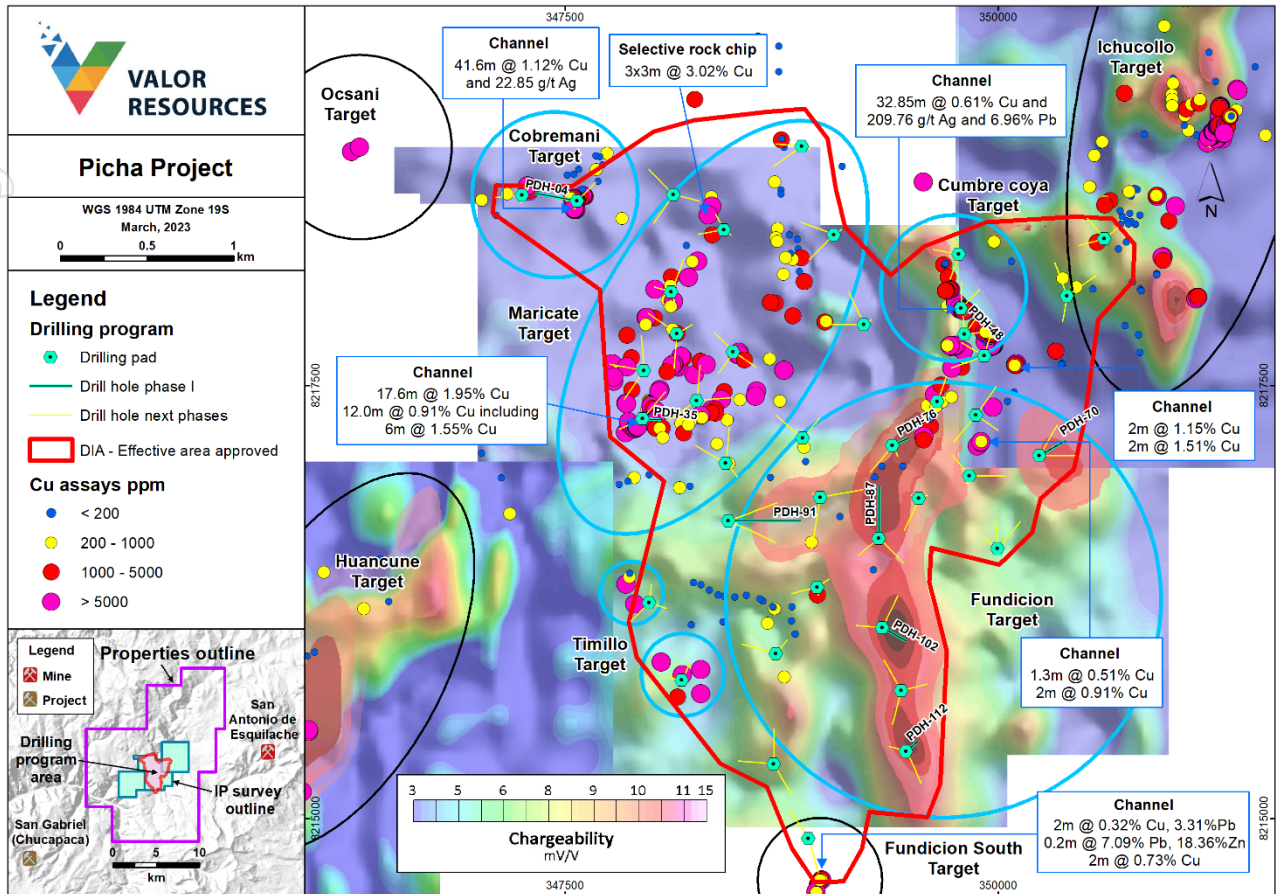 VALOR
RESOURCES
Picha Project
WGS 1984 UTM Zone 19S
March, 2023
0 0.5 1
km
Legend
Drilling program
Drilling pad
Drill hole phase I
Drill hole next phases
DIA - Effective area approved
Cu assays ppm
< 200
200 - 1000
1000 - 5000
> 5000
Legend
Mine
Project
Properties outline
San
Antonio de
Esquilache
Drilling
program
area
IP survey
outline
San Gabriel
(Chucapaca)
0 5 10
km
347500
350000
8217500
8217500
8215000
8215000
347500
350000
Ocsani
Target
Channel
41.6m @ 1.12% Cu
and 22.85 g/t Ag
Selective rock chip
3x3m @ 3.02% Cu
Channel
32.85m @ 0.61% Cu and
209.76 g/t Ag and 6.96% Pb
Ichucollo
Target
N
Cobremani
Target
PDH-04
Cumbre coya
Target
PDH-48
Maricate
Target
Channel
17.6m @ 1.95% Cu
12.0m @ 0.91% Cu including
6m @ 1.55% Cu
PDH-35
PDH-76
PDH-70
Channel
2m @ 1.15% Cu
2m @ 1.51% Cu
PDH-87
PDH-91
Huancune
Target
Fundicion
Target
PDH-102
Timillo
Target
Channel
1.3m @ 0.51% Cu
2m @ 0.91% Cu
PDH-112
3 5 6 8 9 10 11 15
Chargeability
mV/V
Fundicion South
Target
Channel
2m @ 0.32% Cu, 3.31%Pb
0.2m @ 7.09% Pb, 18.36%Zn
2m @ 0.73% Cu